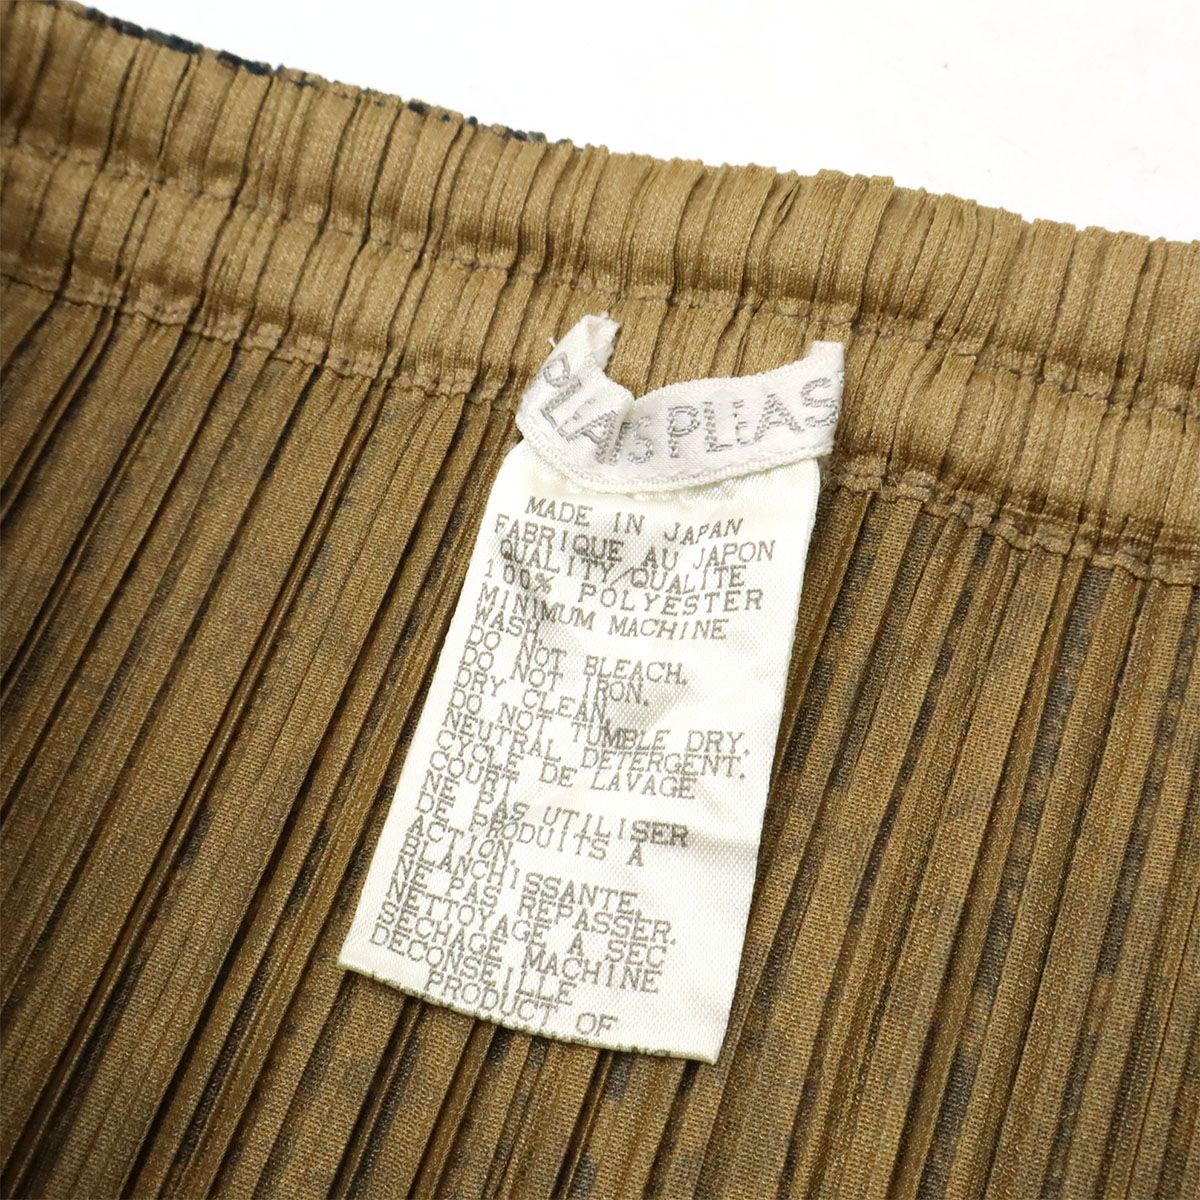 PLEATS PLEAS
MADE IN JAPAN
FABRIQUE AU JAPON
QUALITY/QUALITE
100% POLYESTER
MINIMUM MACHINE
WASH.
DO NOT BLEACH.
DO NOT IRON.
DRY CLEAN.
DO NOT TUMBLE DRY.
NEUTRAL DETERGENT.
CYCLE DE LAVAGE
COURT
NE PAS UTILISER
DE PRODUITS A
ACTION
BLANCHISSANTE.
NE PAS REPASSER.
NETTOYAGE A SEC
SECHAGE MACHINE
DECONSEILLE
PRODUCT OF